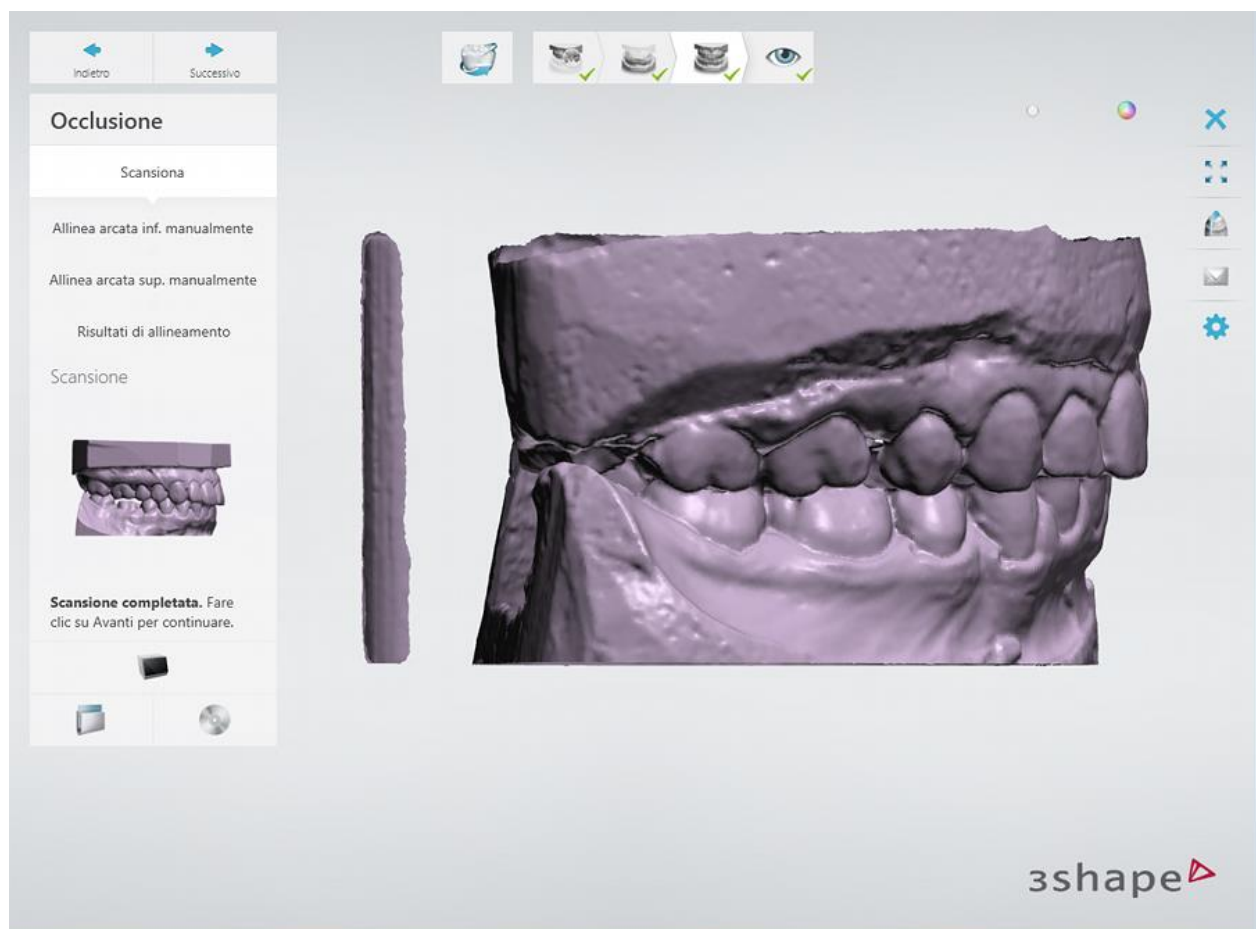 Indietro
Successivo
Occlusione
Scansiona
Allinea arcata inf. manualmente
Allinea arcata sup. manualmente
Risultati di allineamento
Scansione
Scansione completata. Fare
clic su Avanti per continuare.
3shape